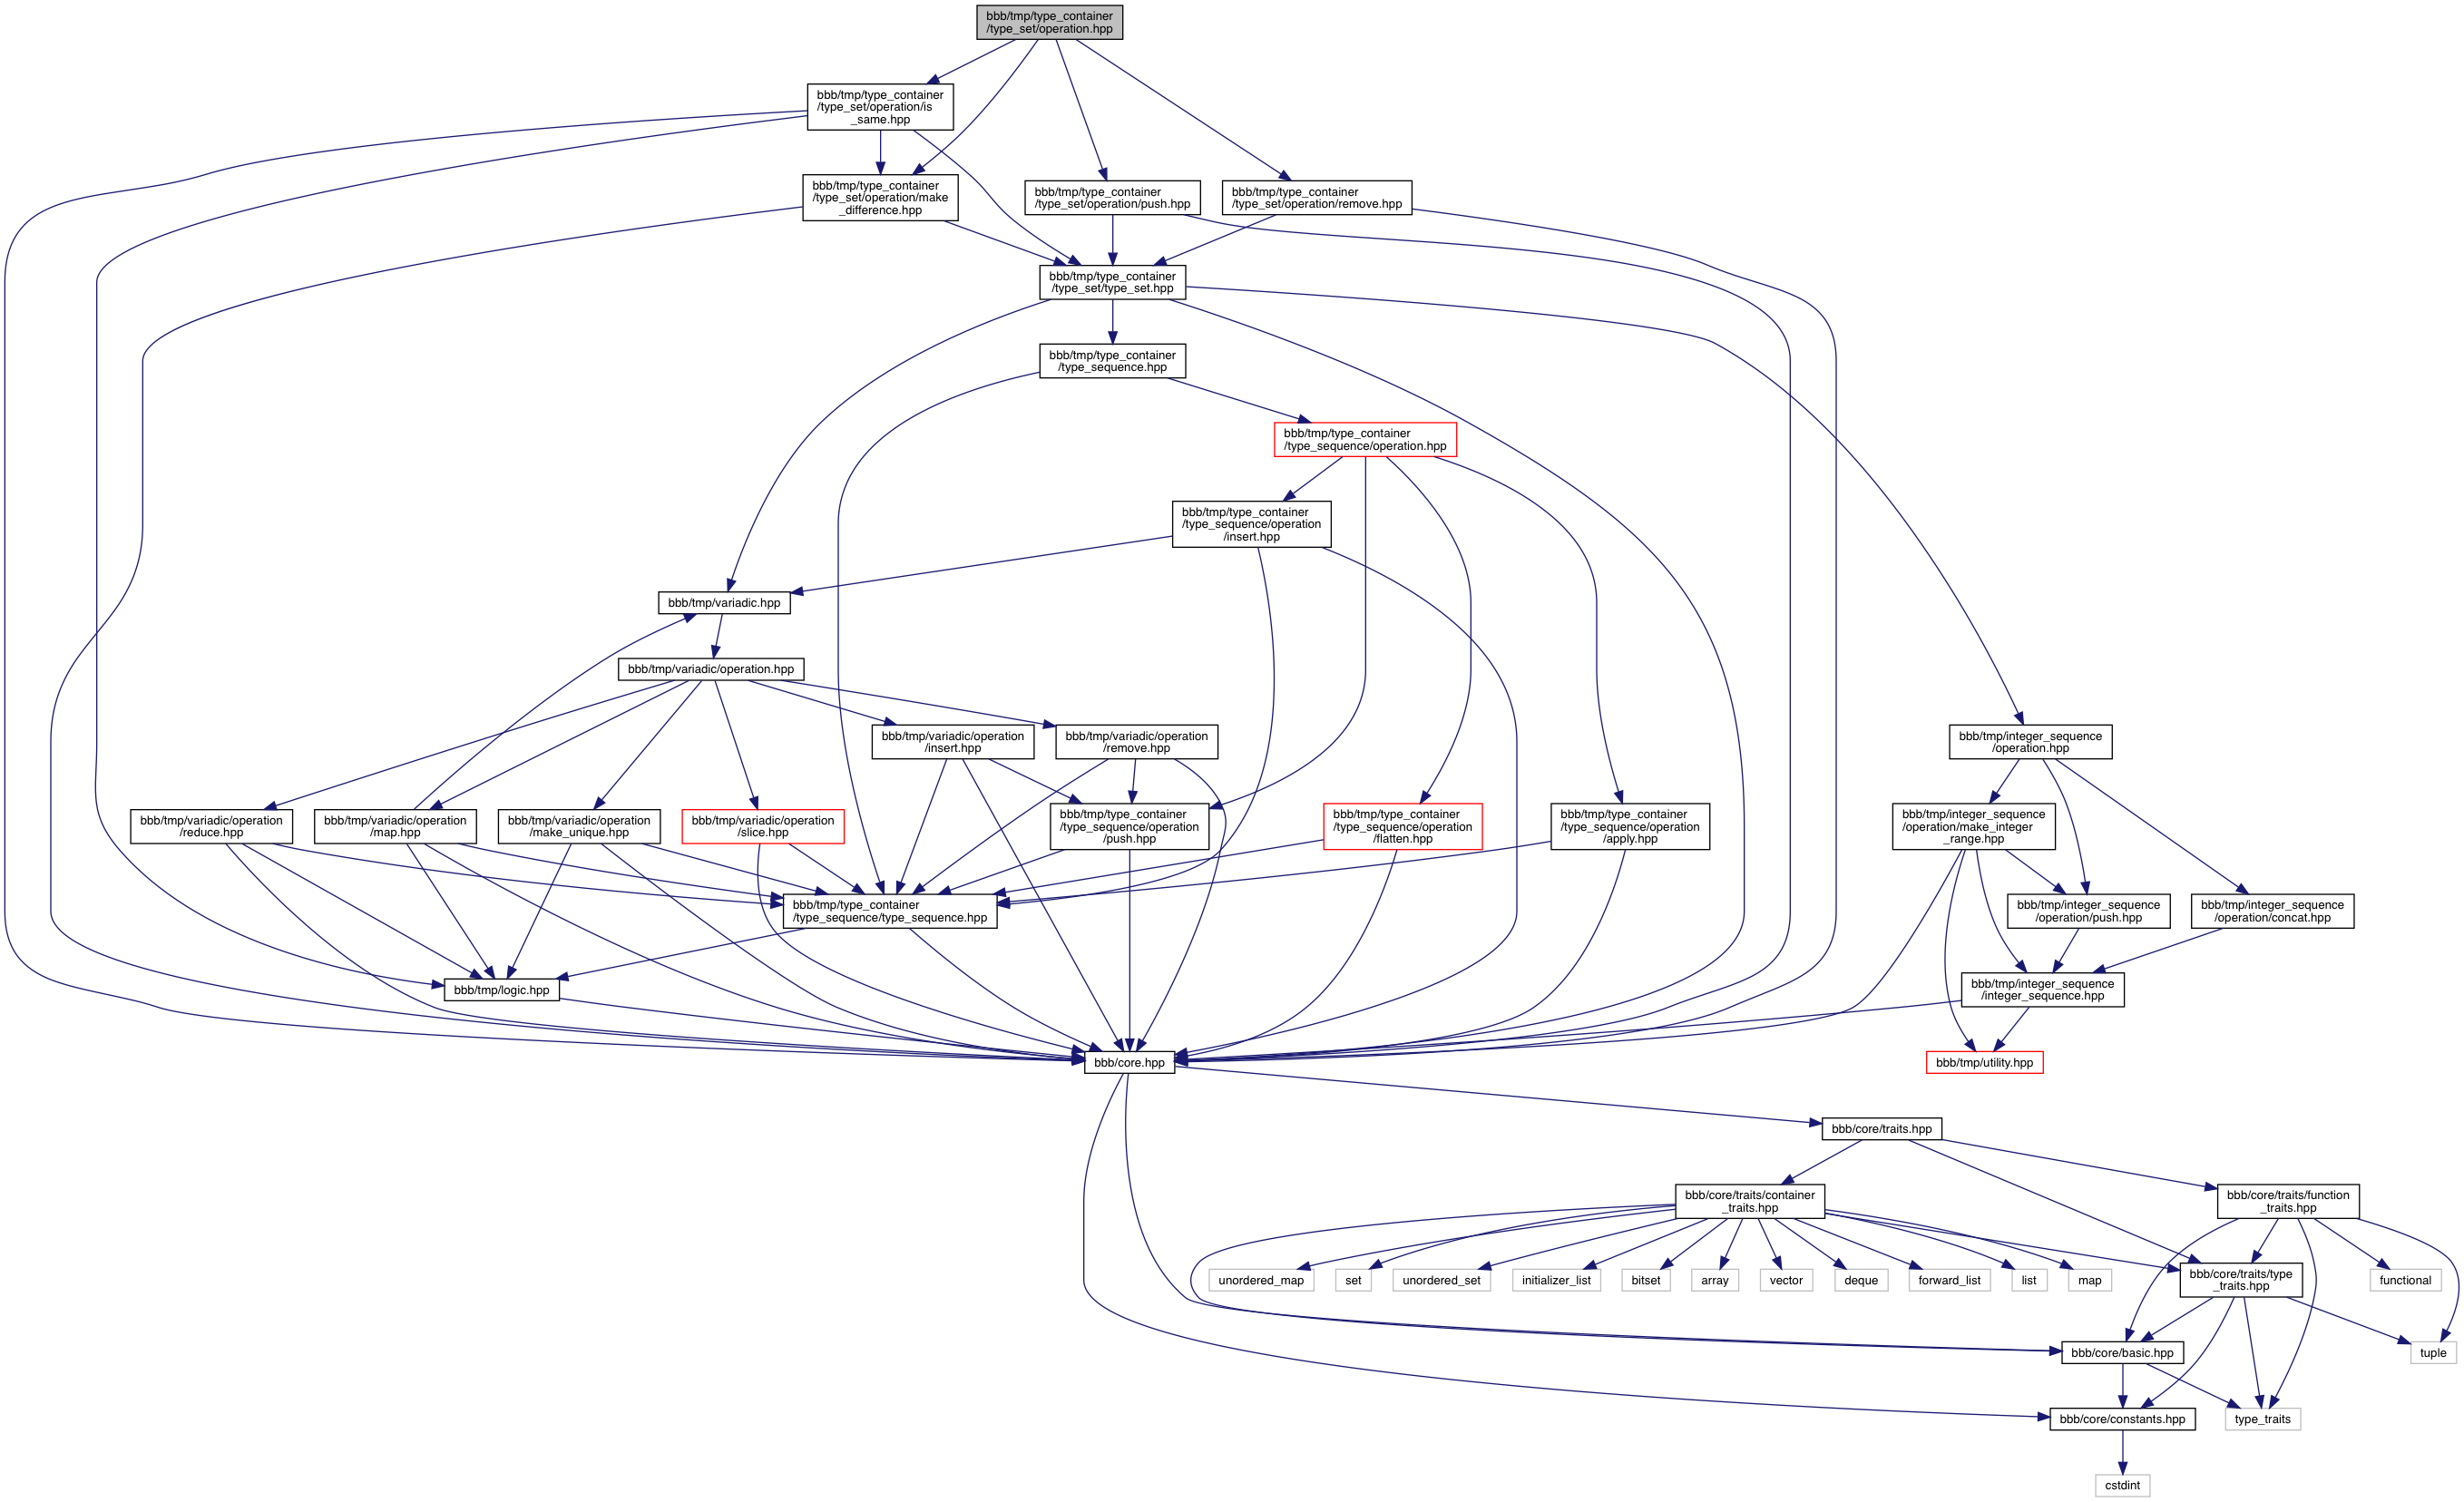 bbb/tmp/type_container
/type_set/operation.hpp
bbb/tmp/type_container
/type_set/operation/is
_same.hpp
bbb/tmp/type_container
/type_set/operation/make
_difference.hpp
bbb/tmp/type_container
/type_set/operation/push.hpp
bbb/tmp/type_container
/type_set/operation/remove.hpp
bbb/tmp/type_container
/type_set/type_set.hpp
bbb/tmp/type_container
/type_sequence.hpp
bbb/tmp/type_container
/type_sequence/operation.hpp
bbb/tmp/type_container
/type_sequence/operation
/insert.hpp
bbb/tmp/variadic.hpp
bbb/tmp/variadic/operation.hpp
bbb/tmp/variadic/operation
/insert.hpp
bbb/tmp/variadic/operation
/remove.hpp
bbb/tmp/integer_sequence
/operation.hpp
bbb/tmp/variadic/operation
/reduce.hpp
bbb/tmp/variadic/operation
/map.hpp
bbb/tmp/variadic/operation
/make_unique.hpp
bbb/tmp/variadic/operation
/slice.hpp
bbb/tmp/type_container
/type_sequence/operation
/push.hpp
bbb/tmp/type_container
/type_sequence/operation
/flatten.hpp
bbb/tmp/type_container
/type_sequence/operation
/apply.hpp
bbb/tmp/integer_sequence
/operation/make_integer
_range.hpp
bbb/tmp/type_container
/type_sequence/type_sequence.hpp
bbb/tmp/integer_sequence
/operation/push.hpp
bbb/tmp/integer_sequence
/operation/concat.hpp
bbb/tmp/logic.hpp
bbb/tmp/integer_sequence
/integer_sequence.hpp
bbb/core.hpp
bbb/tmp/utility.hpp
bbb/core/traits.hpp
bbb/core/traits/container
_traits.hpp
bbb/core/traits/function
_traits.hpp
unordered_map
set
unordered_set
initializer_list
bitset
array
vector
deque
forward_list
list
map
bbb/core/traits/type
_traits.hpp
functional
bbb/core/basic.hpp
tuple
bbb/core/constants.hpp
type_traits
cstdint